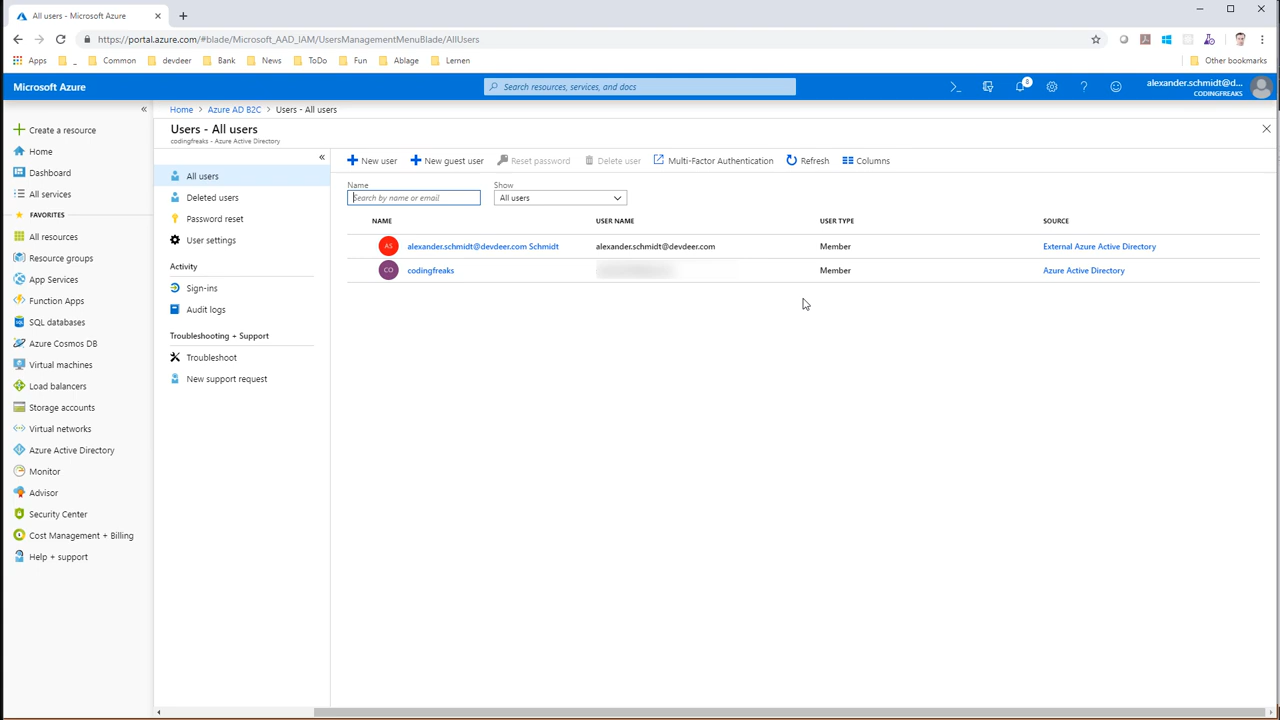 All users - Microsoft Azure
https://portal.azure.com/#blade/Microsoft_AAD_IAM/UsersManagementMenuBlade/AllUsers
Apps _ Common devdeer Bank News ToDo Fun Ablage Lernen Other bookmarks
Microsoft Azure
Search resources, services, and docs
8
alexander.schmidt@d...
CODINGFREAKS
Home > Azure AD B2C > Users - All users
Users - All users
codingfreaks - Azure Active Directory
Create a resource
Home
Dashboard
All services
FAVORITES
All resources
Resource groups
App Services
Function Apps
SQL databases
Azure Cosmos DB
Virtual machines
Load balancers
Storage accounts
Virtual networks
Azure Active Directory
Monitor
Advisor
Security Center
Cost Management + Billing
Help + support
All users
Deleted users
Password reset
User settings
Activity
Sign-ins
Audit logs
Troubleshooting + Support
Troubleshoot
New support request
New user New guest user Reset password Delete user Multi-Factor Authentication Refresh Columns
Name Show
Search by name or email All users
NAME USER NAME USER TYPE SOURCE
AS alexander.schmidt@devdeer.com Schmidt alexander.schmidt@devdeer.com Member External Azure Active Directory
CO codingfreaks Member Azure Active Directory